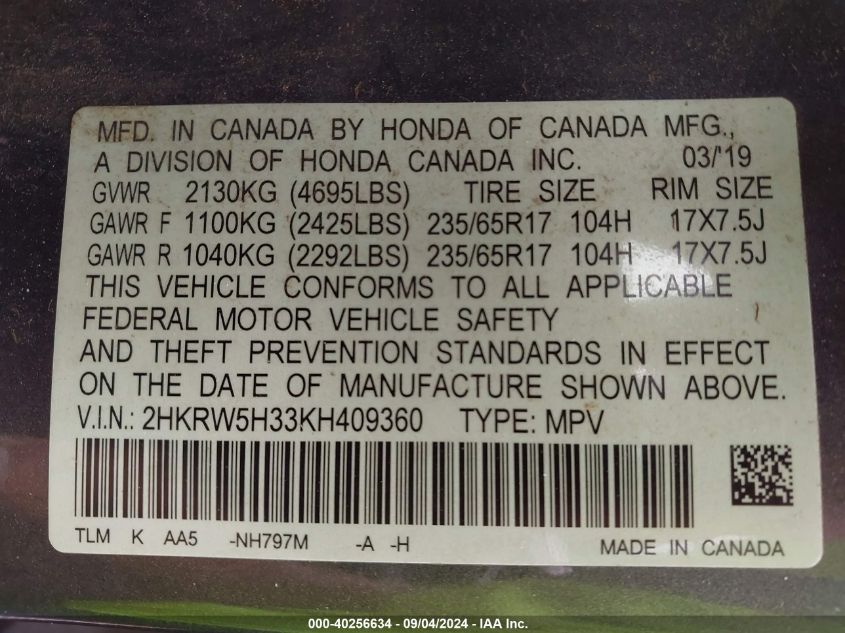 MFD. IN CANADA BY HONDA OF CANADA MFG.,
A DIVISION OF HONDA CANADA INC. 03/'19
GVWR 2130KG (4695LBS) TIRE SIZE RIM SIZE
GAWR F 1100KG (2425LBS) 235/65R17 104H 17X7.5J
GAWR R 1040KG (2292LBS) 235/65R17 104H 17X7.5J
THIS VEHICLE CONFORMS TO ALL APPLICABLE
FEDERAL MOTOR VEHICLE SAFETY
AND THEFT PREVENTION STANDARDS IN EFFECT
ON THE DATE OF MANUFACTURE SHOWN ABOVE.
V.I.N.: 2HKRW5H33KH409360 TYPE: MPV
TLM K AA5 -NH797M -A -H MADE IN CANADA
000-40256634 - 09/04/2024 - IAA Inc.